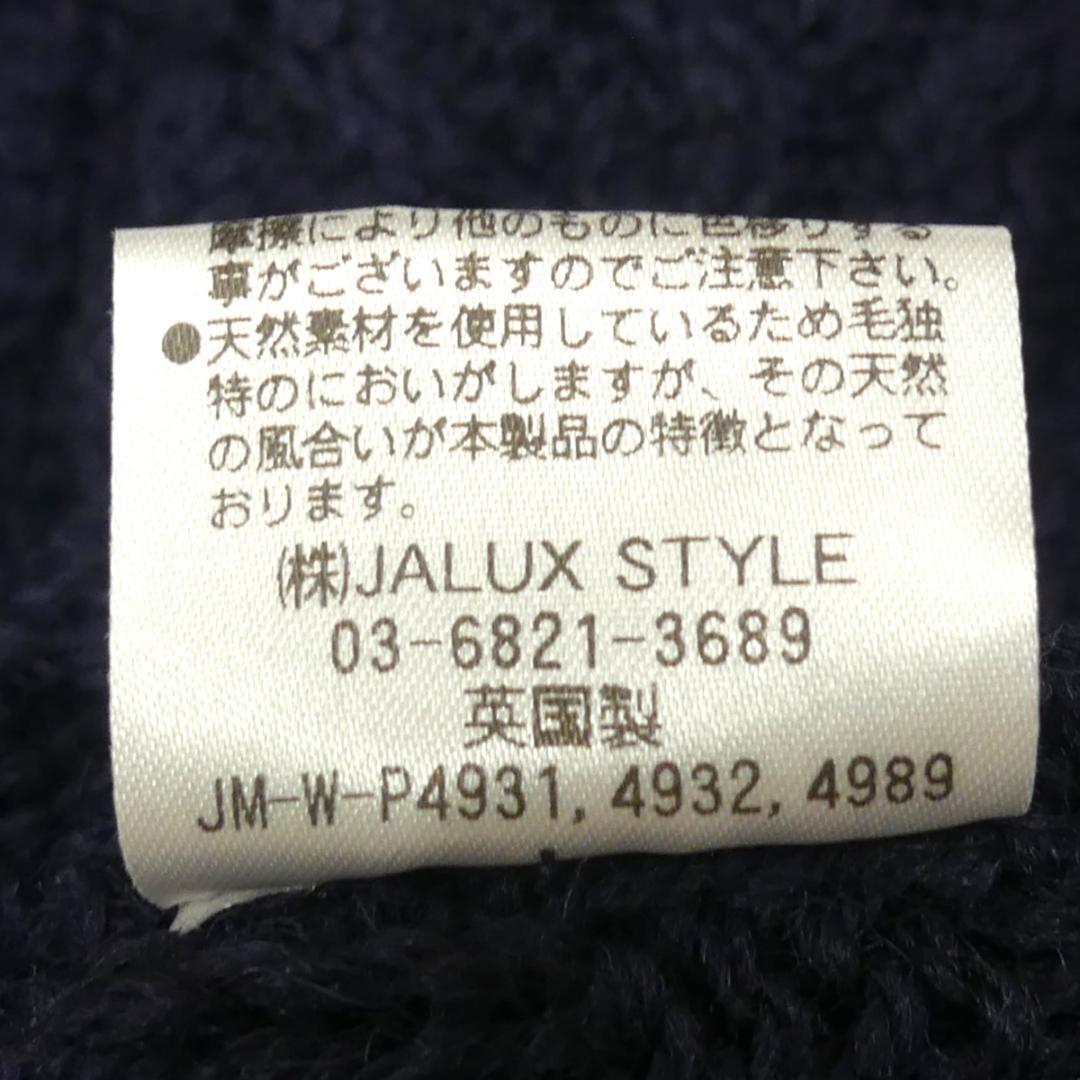 摩擦により他のものに色移りする
事がございますのでご注意下さい。
●天然素材を使用しているため毛独
特のにおいがしますが、その天然
の風合いが本製品の特徴となって
おります。
(株)JALUX STYLE
03-6821-3689
英国製
JM-W-P4931, 4932, 4989